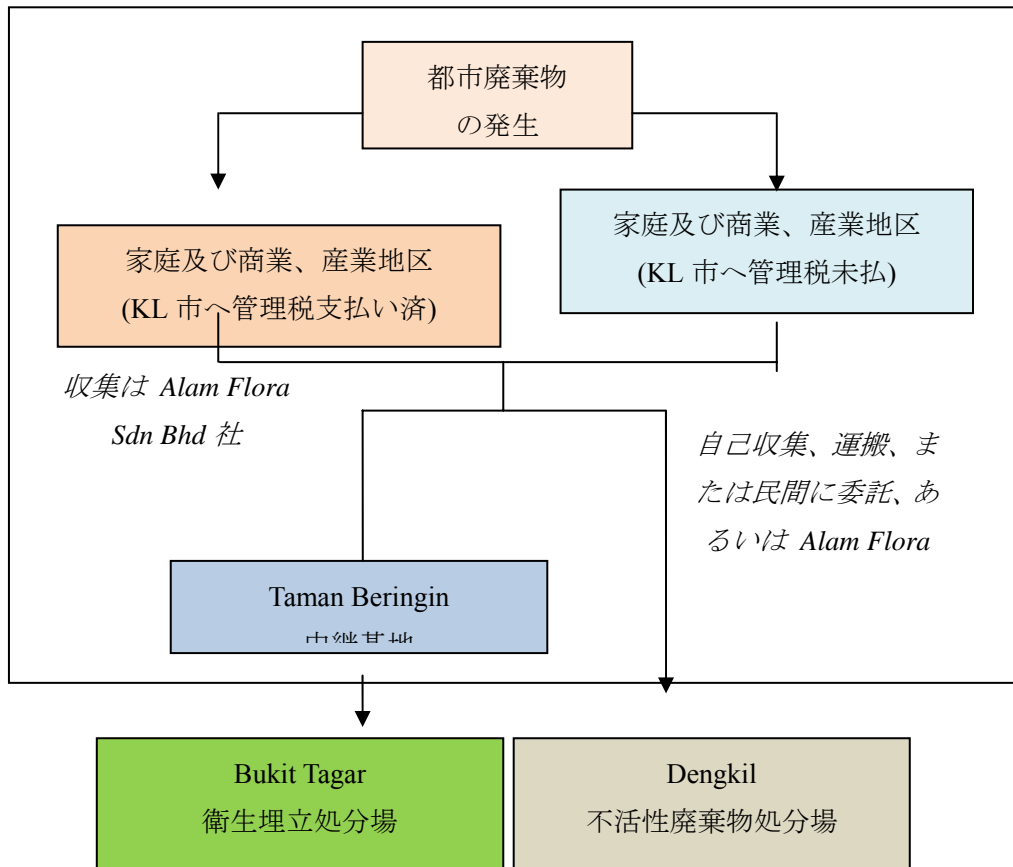 都市廃棄物
の発生
家庭及び商業、産業地区
(KL 市へ管理税未払)
家庭及び商業、産業地区
(KL 市へ管理税支払い済)
収集は Alam Flora
Sdn Bhd 社
自己収集、運搬、ま
たは民間に委託、あ
るいは Alam Flora
Taman Beringin
中継基地
Bukit Tagar
衛生埋立処分場
Dengkil
不活性廃棄物処分場